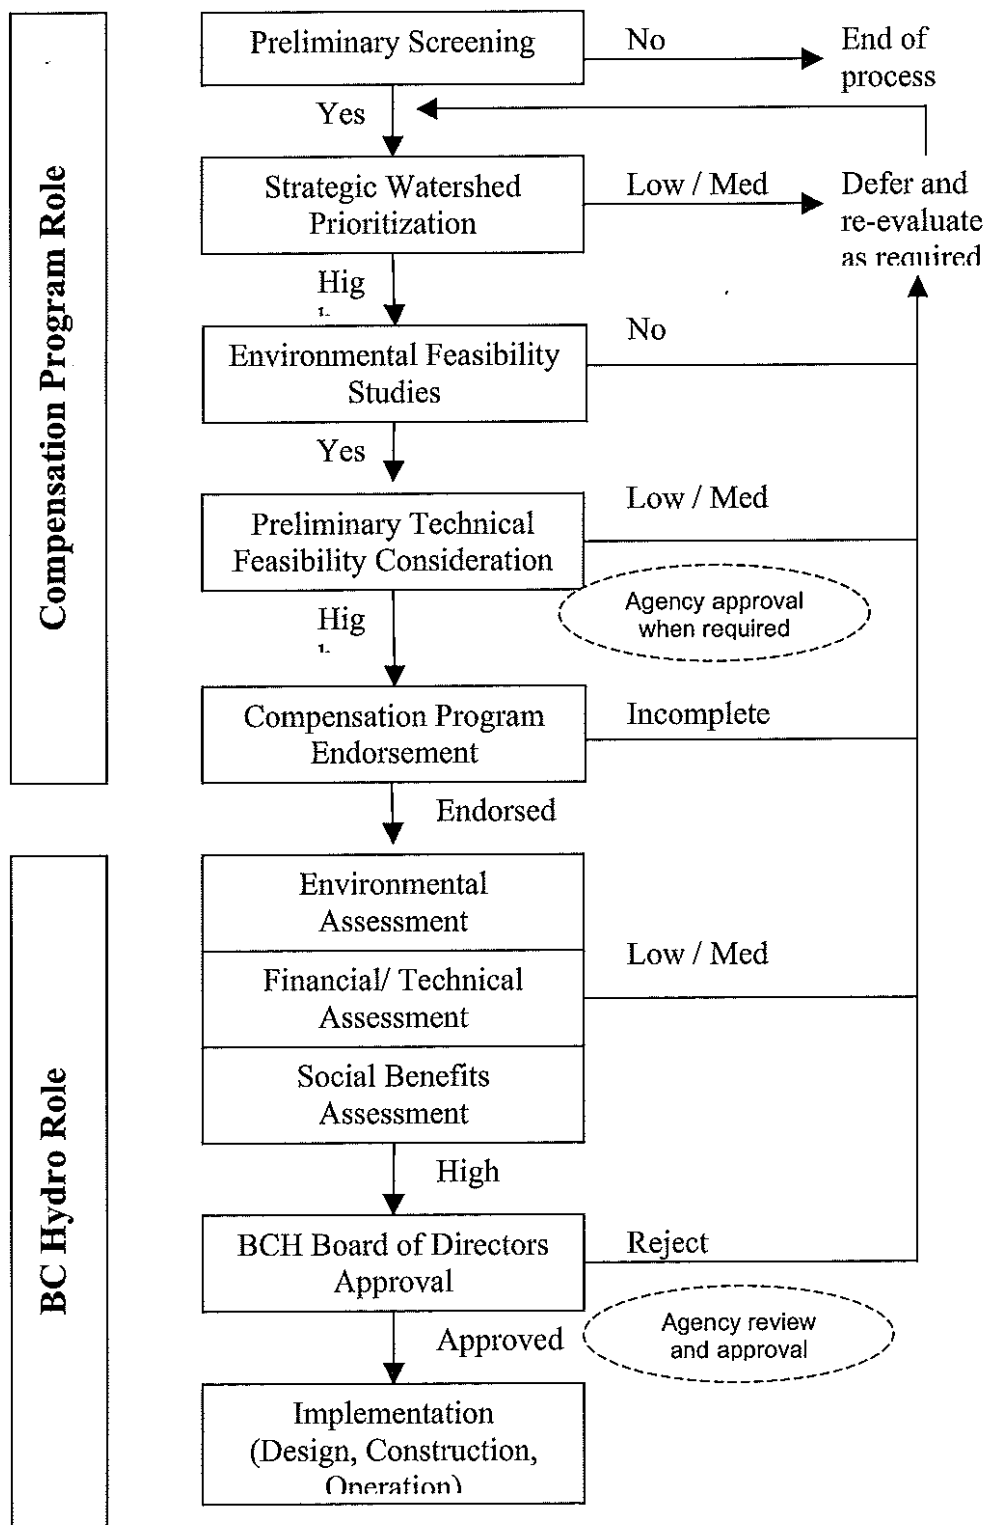 Compensation Program Role
Preliminary Screening
No
End of
process
Yes
Strategic Watershed
Prioritization
Low / Med
Defer and
re-evaluate
as required
Hig
Environmental Feasibility
Studies
No
Yes
Preliminary Technical
Feasibility Consideration
Low / Med
Agency approval
when required
Hig
Compensation Program
Endorsement
Incomplete
Endorsed
BC Hydro Role
Environmental
Assessment
Financial/ Technical
Assessment
Low / Med
Social Benefits
Assessment
High
BCH Board of Directors
Approval
Reject
Approved
Agency review
and approval
Implementation
(Design, Construction,
Operation)